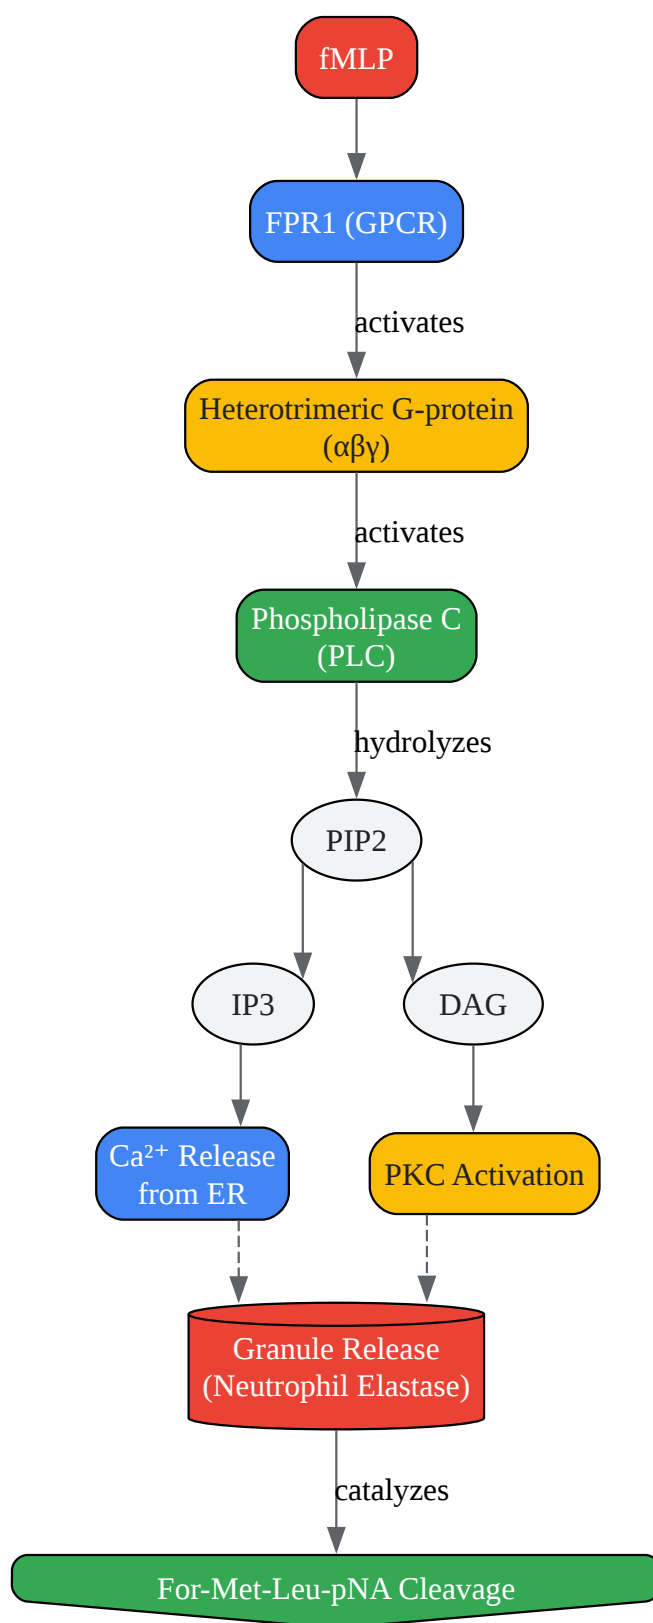 fMLP
FPR1 (GPCR)
activates
Heterotrimeric G-protein
(αβγ)
activates
Phospholipase C
(PLC)
hydrolyzes
PIP2
IP3
DAG
Ca²⁺ Release
from ER
PKC Activation
Granule Release
(Neutrophil Elastase)
catalyzes
For-Met-Leu-pNA Cleavage